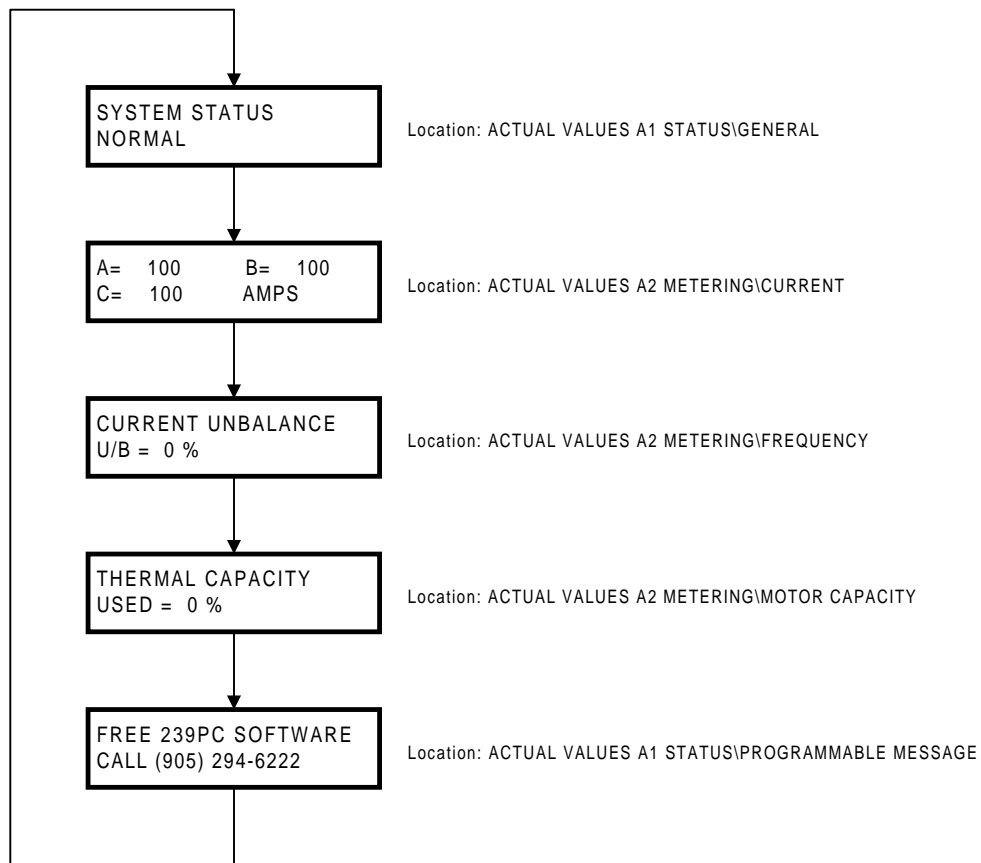 SYSTEM STATUS
NORMAL
Location: ACTUAL VALUES A1 STATUS\GENERAL
A= 100 B= 100
C= 100 AMPS
Location: ACTUAL VALUES A2 METERING\CURRENT
CURRENT UNBALANCE
U/B = 0 %
Location: ACTUAL VALUES A2 METERING\FREQUENCY
THERMAL CAPACITY
USED = 0 %
Location: ACTUAL VALUES A2 METERING\MOTOR CAPACITY
FREE 239PC SOFTWARE
CALL (905) 294-6222
Location: ACTUAL VALUES A1 STATUS\PROGRAMMABLE MESSAGE